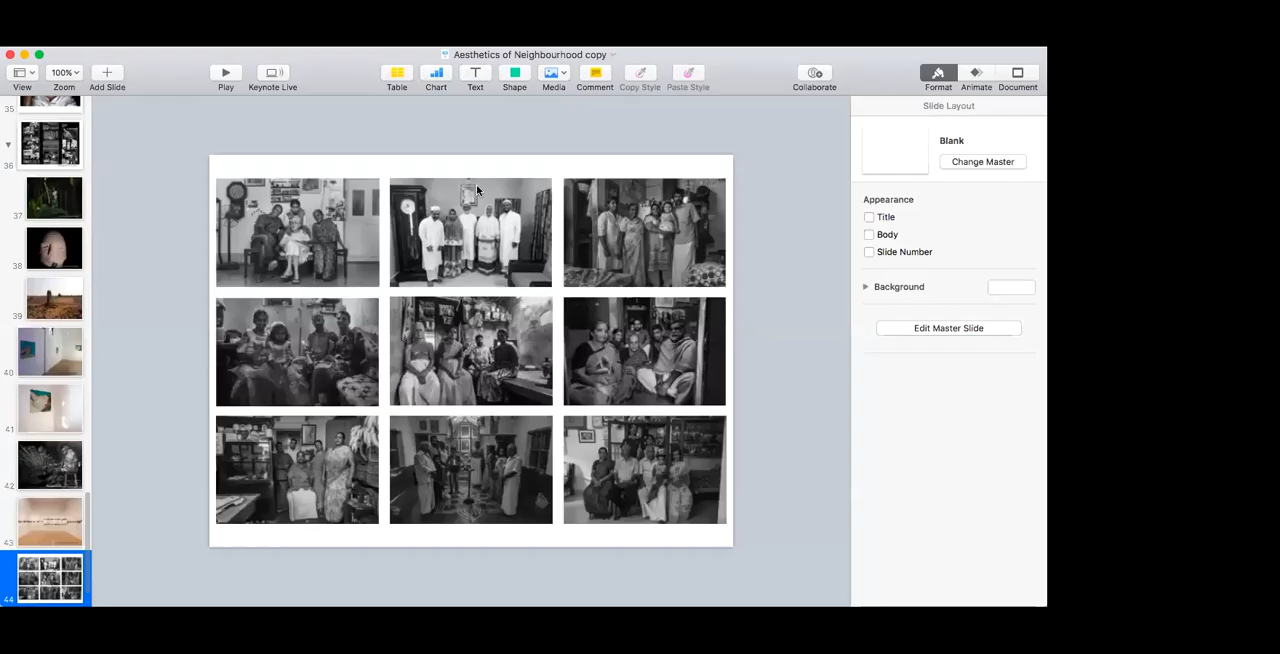 Aesthetics of Neighbourhood copy
View
100%
Zoom
Add Slide
Play
Keynote Live
Table
Chart
Text
Shape
Media
Comment
Copy Style
Paste Style
Collaborate
Format
Animate
Document
Slide Layout
Blank
Change Master
Appearance
Title
Body
Slide Number
Background
Edit Master Slide
35
36
37
38
39
40
41
42
43
44